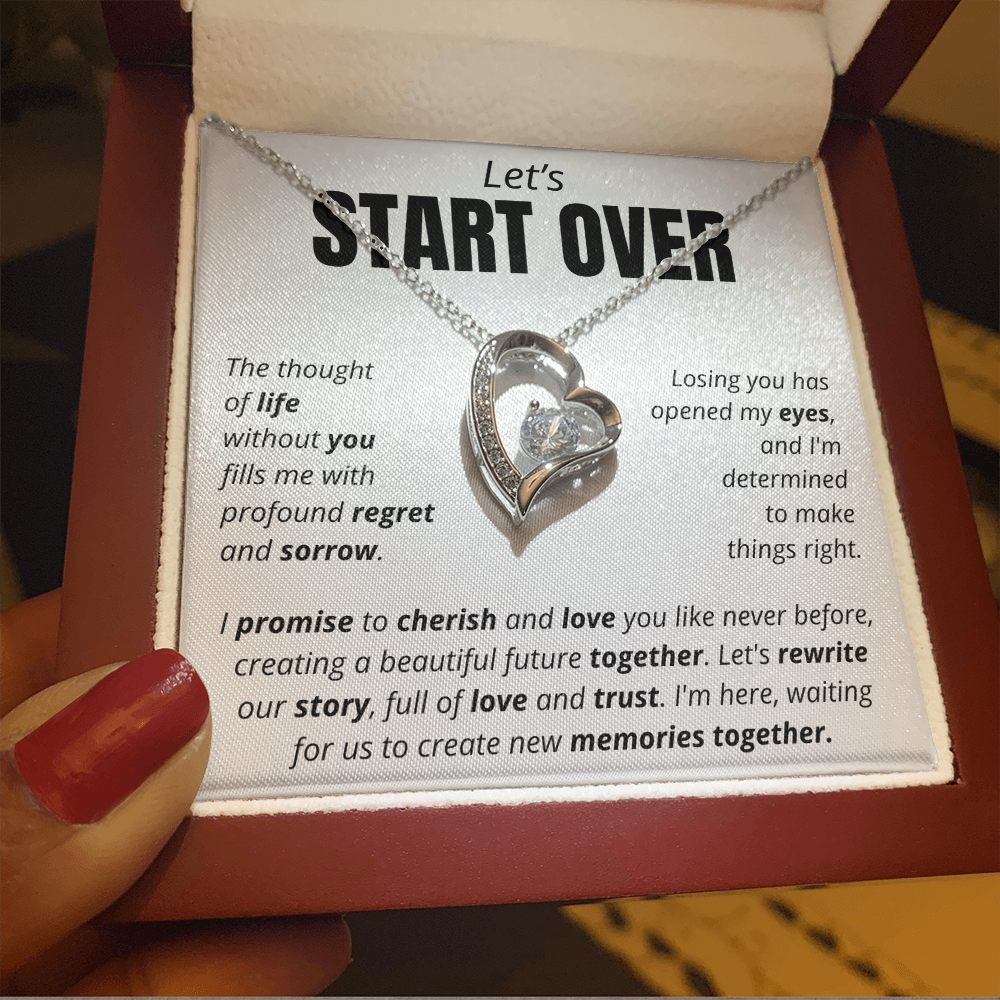 Let's
START OVER
The thought
of life
without you
fills me with
profound regret
and sorrow.
Losing you has
opened my eyes,
and I'm
determined
to make
things right.
I promise to cherish and love you like never before,
creating a beautiful future together. Let's rewrite
our story, full of love and trust. I'm here, waiting
for us to create new memories together.